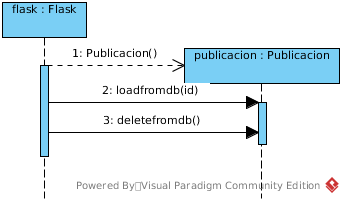 flask : Flask
1: Publicacion()
publicacion : Publicacion
2: loadfromdb(id)
3: deletefromdb()
Powered By Visual Paradigm Community Edition